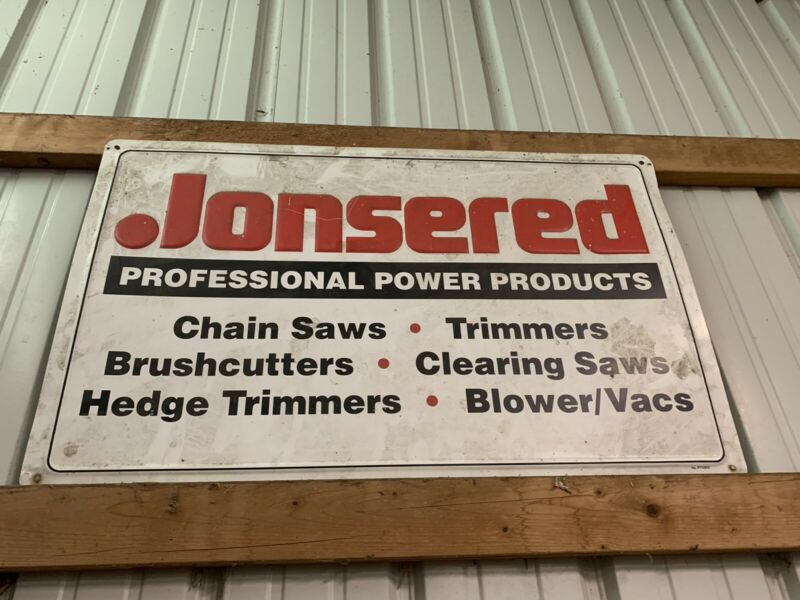 Jonsered
PROFESSIONAL POWER PRODUCTS
Chain Saws • Trimmers
Brushcutters • Clearing Saws
Hedge Trimmers • Blower/Vacs